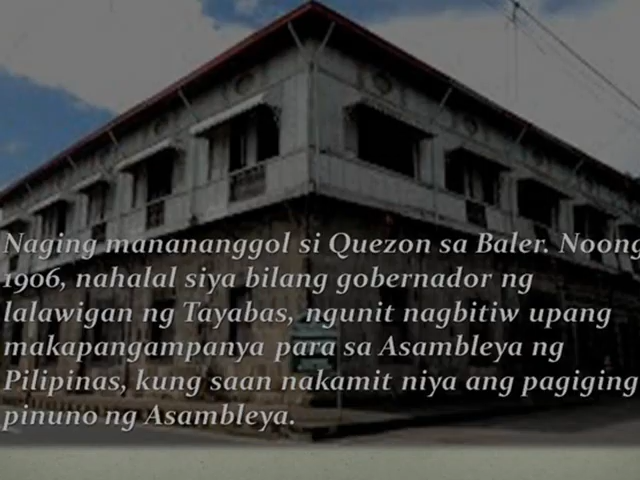 Naging manananggol si Quezon sa Baler. Noong
1906, nahalal siya bilang gobernador ng
lalawigan ng Tayabas, ngunit nagbitiw upang
makapangampanya para sa Asambleya ng
Pilipinas, kung saan nakamit niya ang pagiging
pinuno ng Asambleya.